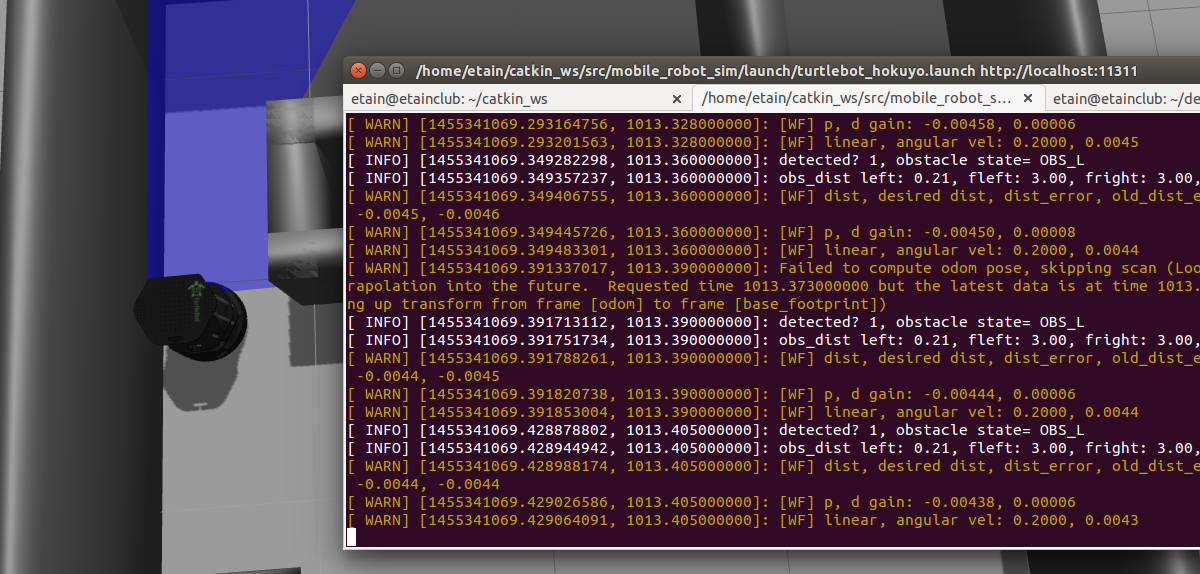 /home/etain/catkin_ws/src/mobile_robot_sim/launch/turtlebot_hokuyo.launch http://localhost:11311
etain@etainclub: ~/catkin_ws × /home/etain/catkin_ws/src/mobile_robot_s... × etain@etainclub: ~/de
[ WARN] [1455341069.293164756, 1013.328000000]: [WF] p, d gain: -0.00458, 0.00006
[ WARN] [1455341069.293201563, 1013.328000000]: [WF] linear, angular vel: 0.2000, 0.0045
[ INFO] [1455341069.349282298, 1013.360000000]: detected? 1, obstacle state= OBS_L
[ INFO] [1455341069.349357237, 1013.360000000]: obs_dist left: 0.21, fleft: 3.00, fright: 3.00,
[ WARN] [1455341069.349406755, 1013.360000000]: [WF] dist, desired dist, dist_error, old_dist_e
-0.0045, -0.0046
[ WARN] [1455341069.349445726, 1013.360000000]: [WF] p, d gain: -0.00450, 0.00008
[ WARN] [1455341069.349483301, 1013.360000000]: [WF] linear, angular vel: 0.2000, 0.0044
[ WARN] [1455341069.391337017, 1013.390000000]: Failed to compute odom pose, skipping scan (Loo
rapolation into the future.  Requested time 1013.373000000 but the latest data is at time 1013.
ng up transform from frame [odom] to frame [base_footprint])
[ INFO] [1455341069.391713112, 1013.390000000]: detected? 1, obstacle state= OBS_L
[ INFO] [1455341069.391751734, 1013.390000000]: obs_dist left: 0.21, fleft: 3.00, fright: 3.00,
[ WARN] [1455341069.391788261, 1013.390000000]: [WF] dist, desired dist, dist_error, old_dist_e
-0.0044, -0.0045
[ WARN] [1455341069.391820738, 1013.390000000]: [WF] p, d gain: -0.00444, 0.00006
[ WARN] [1455341069.391853004, 1013.390000000]: [WF] linear, angular vel: 0.2000, 0.0044
[ INFO] [1455341069.428878802, 1013.405000000]: detected? 1, obstacle state= OBS_L
[ INFO] [1455341069.428944942, 1013.405000000]: obs_dist left: 0.21, fleft: 3.00, fright: 3.00,
[ WARN] [1455341069.428988174, 1013.405000000]: [WF] dist, desired dist, dist_error, old_dist_e
-0.0044, -0.0044
[ WARN] [1455341069.429026586, 1013.405000000]: [WF] p, d gain: -0.00438, 0.00006
[ WARN] [1455341069.429064091, 1013.405000000]: [WF] linear, angular vel: 0.2000, 0.0043